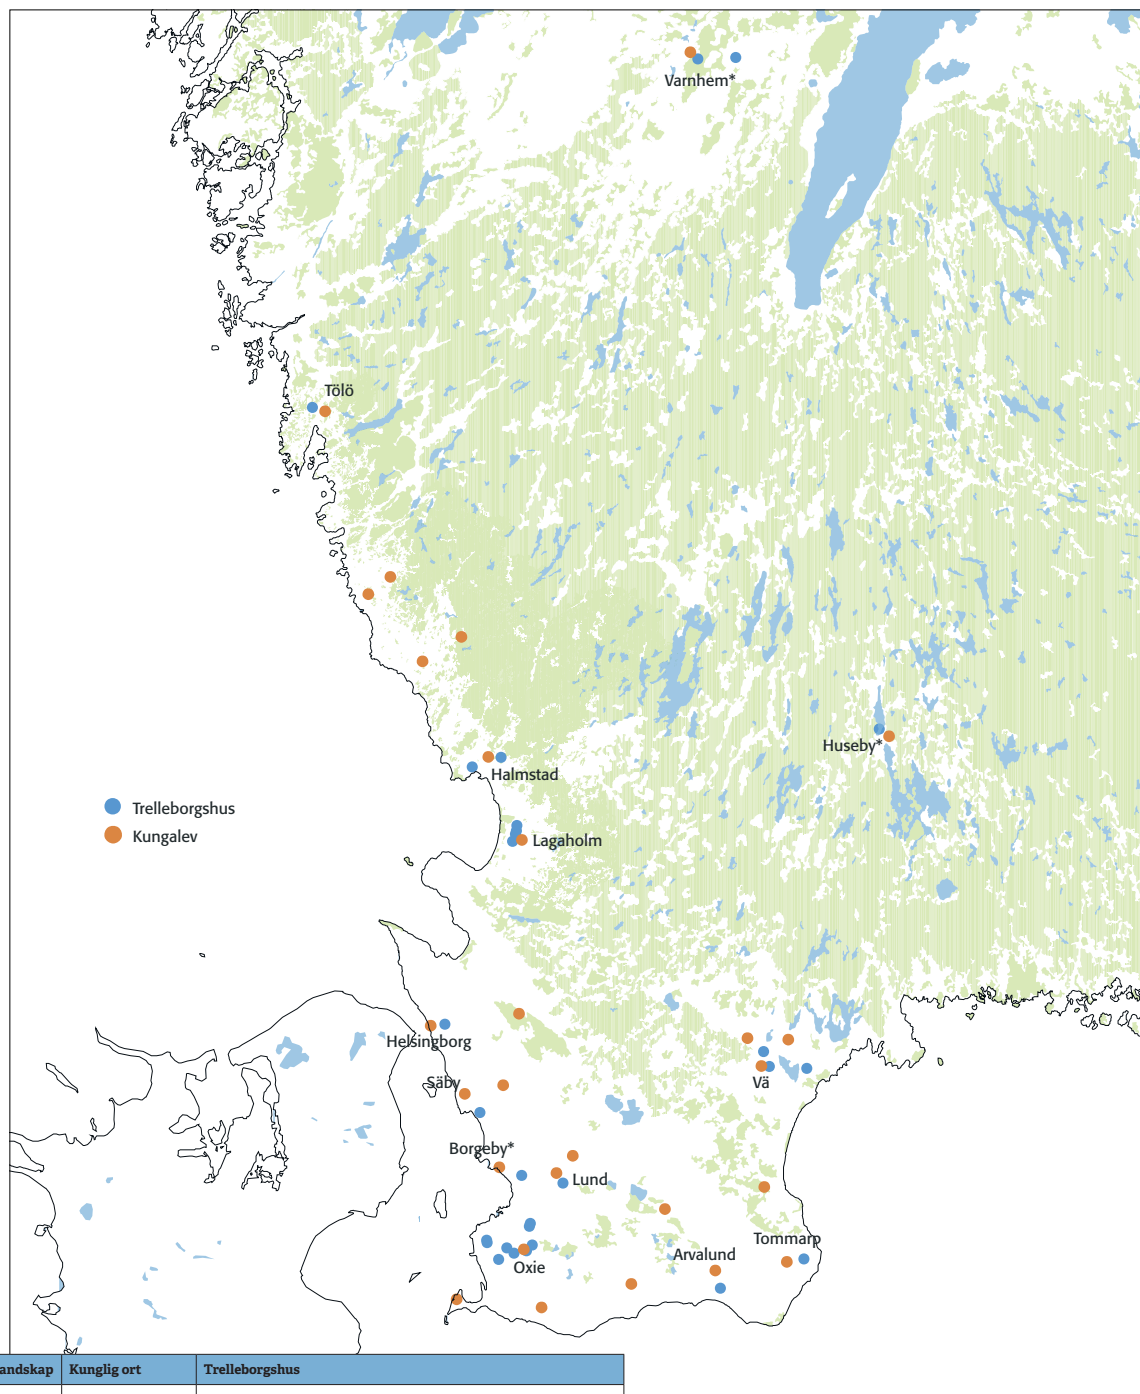 Varnhem*
Tölö
Huseby*
Halmstad
Trelleborgshus
Kungalev
Lagaholm
Helsingborg
Säby
Vä
Borgeby*
Lund
Tommarp
Arvalund
Oxie
andskap Kunglig ort Trelleborgshus